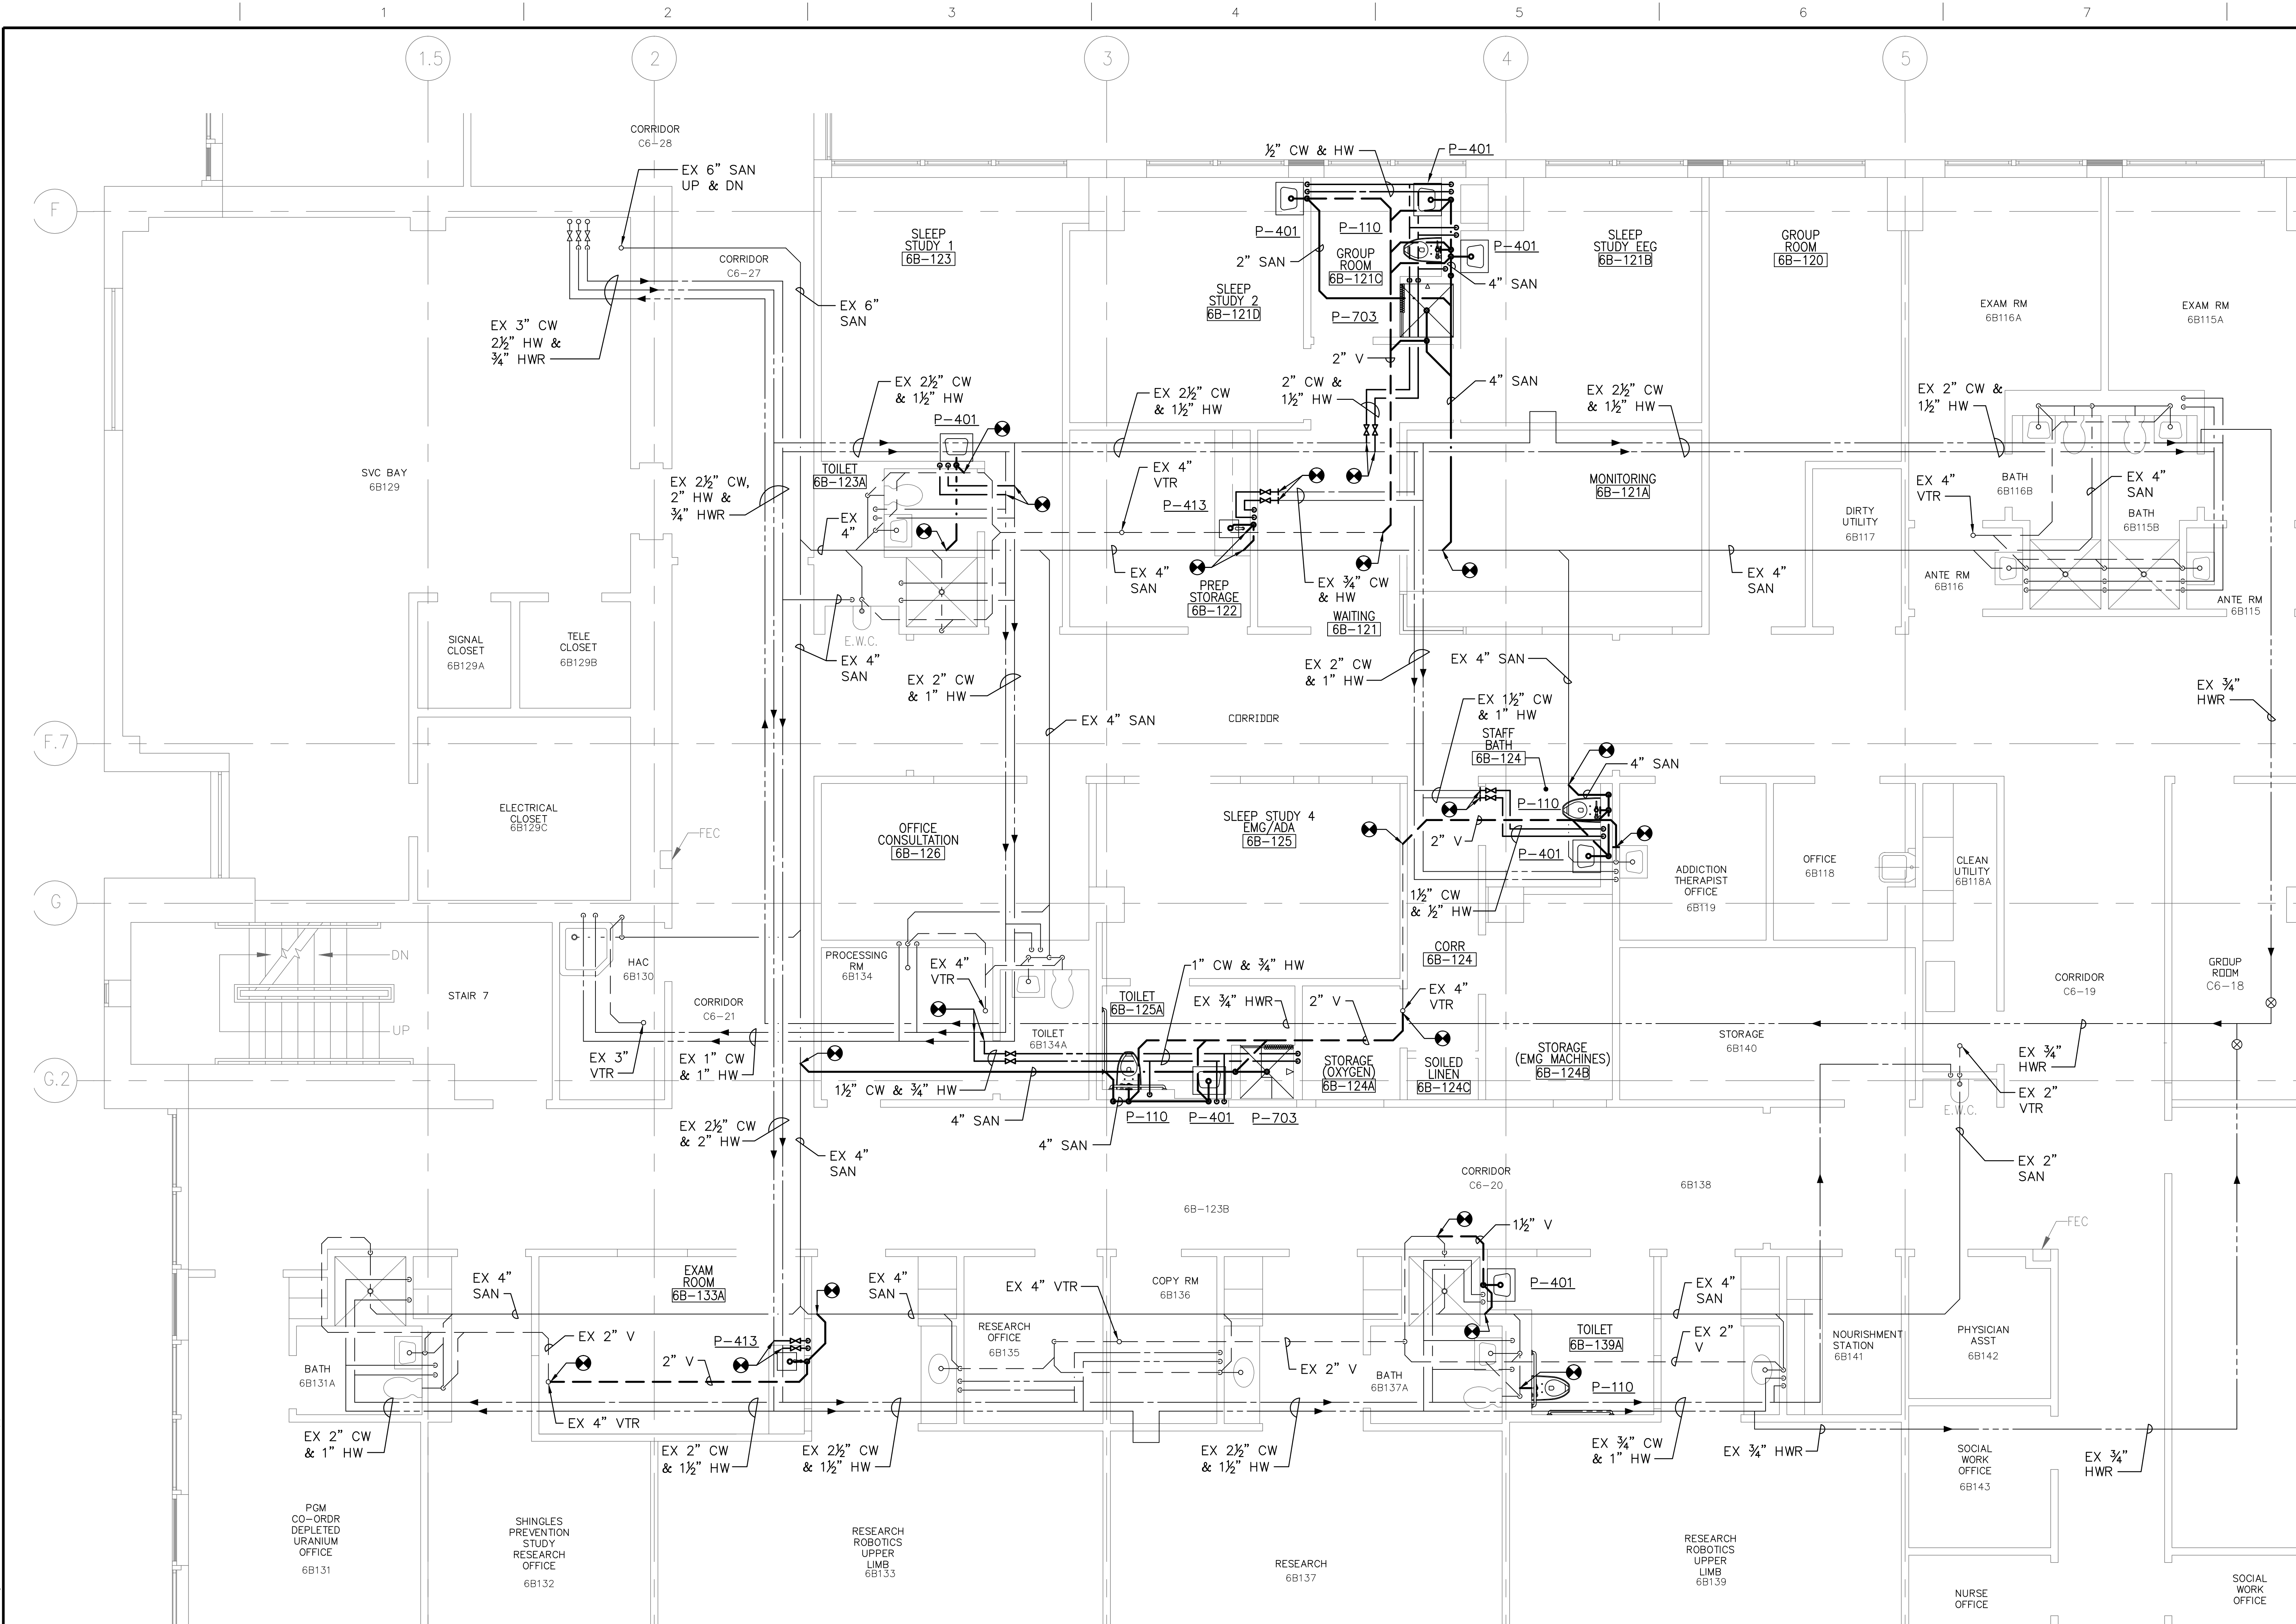 1
2
3
4
5
6
7
1.5
2
3
4
5
F
F.7
G
G.2
CORRIDOR
C6-28
EX 6" SAN
UP & DN
½" CW & HW
P-401
SLEEP
STUDY 1
6B-123
CORRIDOR
C6-27
P-401
P-110
GROUP
ROOM
6B-121C
P-401
2" SAN
4" SAN
SLEEP
STUDY EEG
6B-121B
GROUP
ROOM
6B-120
EXAM RM
6B116A
EXAM RM
6B115A
EX 3" CW
2½" HW &
¾" HWR
EX 6"
SAN
SLEEP
STUDY 2
6B-121D
P-703
2" V
EX 2½" CW
& 1½" HW
EX 2½" CW
& 1½" HW
2" CW &
1½" HW
4" SAN
EX 2½" CW
& 1½" HW
EX 2" CW &
1½" HW
P-401
SVC BAY
6B129
TOILET
6B-123A
EX 2½" CW,
2" HW &
¾" HWR
EX
4"
EX 4"
VTR
P-413
MONITORING
6B-121A
EX 4"
VTR
BATH
6B116B
EX 4"
SAN
BATH
6B115B
DIRTY
UTILITY
6B117
EX 4"
SAN
PREP
STORAGE
6B-122
EX ¾" CW
& HW
WAITING
6B-121
EX 4"
SAN
ANTE RM
6B116
ANTE RM
6B115
SIGNAL
CLOSET
6B129A
TELE
CLOSET
6B129B
E.W.C.
EX 4"
SAN
EX 2" CW
& 1" HW
EX 2" CW
& 1" HW
EX 4" SAN
EX ¾"
HWR
EX 4" SAN
CORRIDOR
EX 1½" CW
& 1" HW
STAFF
BATH
6B-124
4" SAN
ELECTRICAL
CLOSET
6B129C
FEC
OFFICE
CONSULTATION
6B-126
SLEEP STUDY 4
EMG/ADA
6B-125
P-110
2" V
P-401
ADDICTION
THERAPIST
OFFICE
6B119
OFFICE
6B118
CLEAN
UTILITY
6B118A
1½" CW
& ½" HW
DN
UP
STAIR 7
HAC
6B130
PROCESSING
RM
6B134
EX 4"
VTR
1" CW & ¾" HW
CORR
6B-124
CORRIDOR
C6-21
TOILET
6B-125A
EX ¾" HWR
2" V
EX 4"
VTR
CORRIDOR
C6-19
GROUP
ROOM
C6-18
TOILET
6B134A
STORAGE
6B140
EX 3"
VTR
EX 1" CW
& 1" HW
1½" CW & ¾" HW
STORAGE
(OXYGEN)
6B-124A
SOILED
LINEN
6B-124C
STORAGE
(EMG MACHINES)
6B-124B
EX ¾"
HWR
EX 2"
VTR
E.W.C.
EX 2½" CW
& 2" HW
4" SAN
4" SAN
P-110
P-401
P-703
EX 4"
SAN
EX 2"
SAN
CORRIDOR
C6-20
6B138
6B-123B
1½" V
FEC
EXAM
ROOM
6B-133A
EX 4"
SAN
EX 4"
SAN
EX 4" VTR
COPY RM
6B136
P-401
EX 4"
SAN
EX 2" V
P-413
2" V
RESEARCH
OFFICE
6B135
EX 2" V
TOILET
6B-139A
EX 2"
V
NOURISHMENT
STATION
6B141
PHYSICIAN
ASST
6B142
BATH
6B131A
BATH
6B137A
P-110
EX 4" VTR
EX 2" CW
& 1" HW
EX 2" CW
& 1½" HW
EX 2½" CW
& 1½" HW
EX 2½" CW
& 1½" HW
EX ¾" CW
& 1" HW
EX ¾" HWR
SOCIAL
WORK
OFFICE
6B143
EX ¾"
HWR
PGM
CO-ORDR
DEPLETED
URANIUM
OFFICE
6B131
SHINGLES
PREVENTION
STUDY
RESEARCH
OFFICE
6B132
RESEARCH
ROBOTICS
UPPER
LIMB
6B133
RESEARCH
6B137
RESEARCH
ROBOTICS
UPPER
LIMB
6B139
NURSE
OFFICE
SOCIAL
WORK
OFFICE